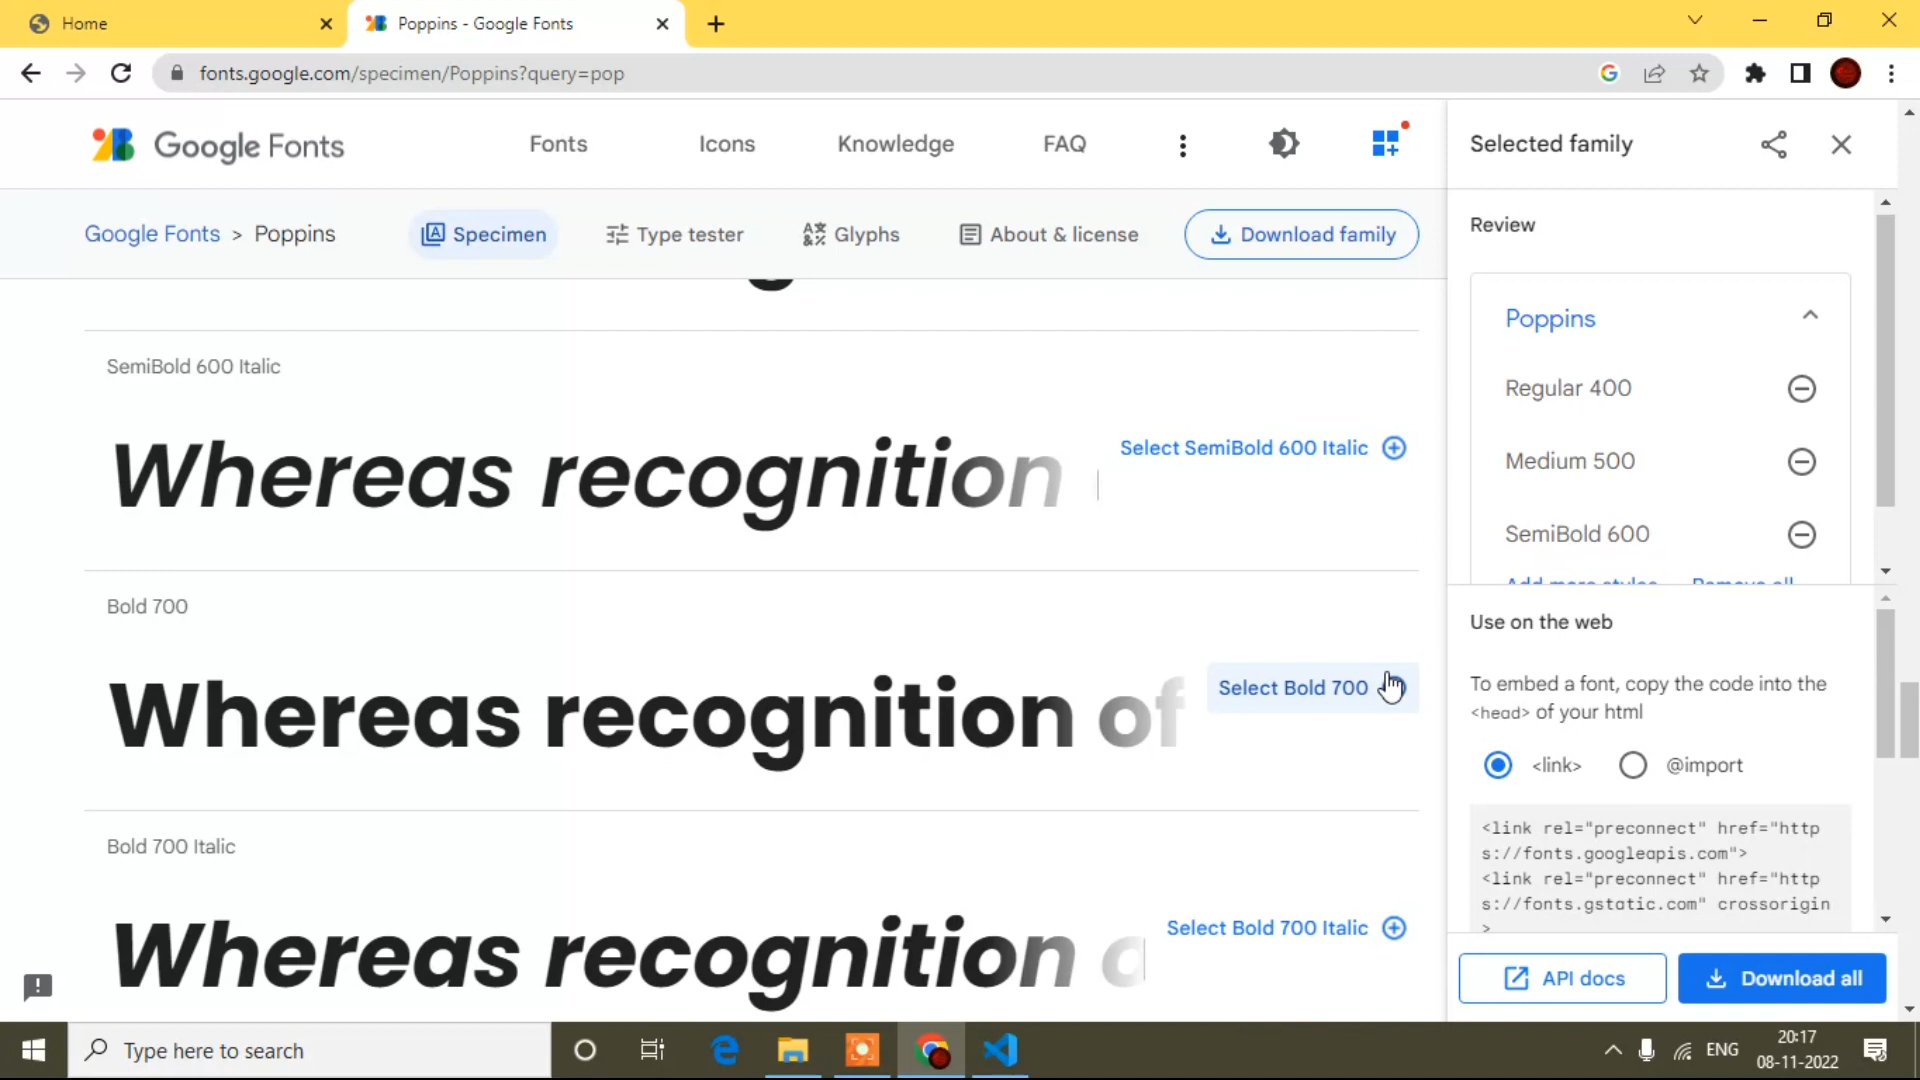 Home
Poppins - Google Fonts
fonts.google.com/specimen/Poppins?query=pop
Google Fonts
Fonts
Icons
Knowledge
FAQ
Selected family
Google Fonts > Poppins
Specimen
Type tester
Glyphs
About & license
Download family
Review
Poppins
Regular 400
Medium 500
SemiBold 600
Add more styles
Remove all
SemiBold 600 Italic
Whereas recognition
Select SemiBold 600 Italic
Bold 700
Whereas recognition of
Select Bold 700
Bold 700 Italic
Whereas recognition o
Select Bold 700 Italic
Use on the web
To embed a font, copy the code into the
<head> of your html
<link>
@import
<link rel="preconnect" href="http
s://fonts.googleapis.com">
<link rel="preconnect" href="http
s://fonts.gstatic.com" crossorigin
>
API docs
Download all
Type here to search
ENG
20:17
08-11-2022